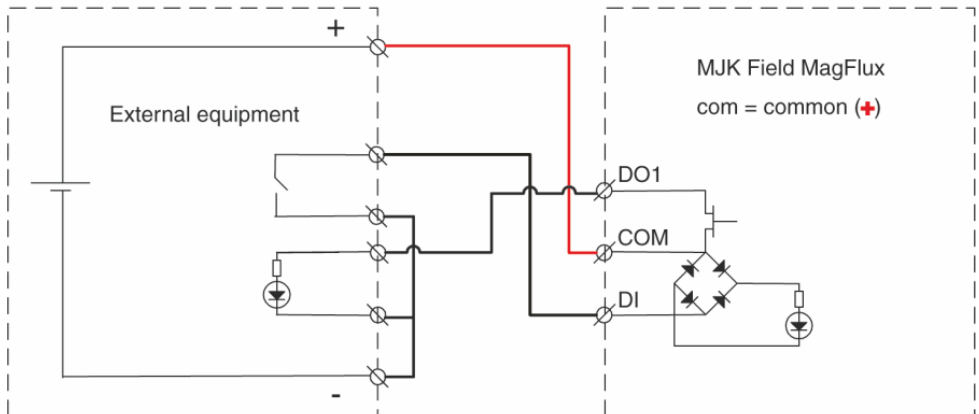 +
External equipment
-
MJK Field MagFlux
com = common (+)
DO1
COM
DI